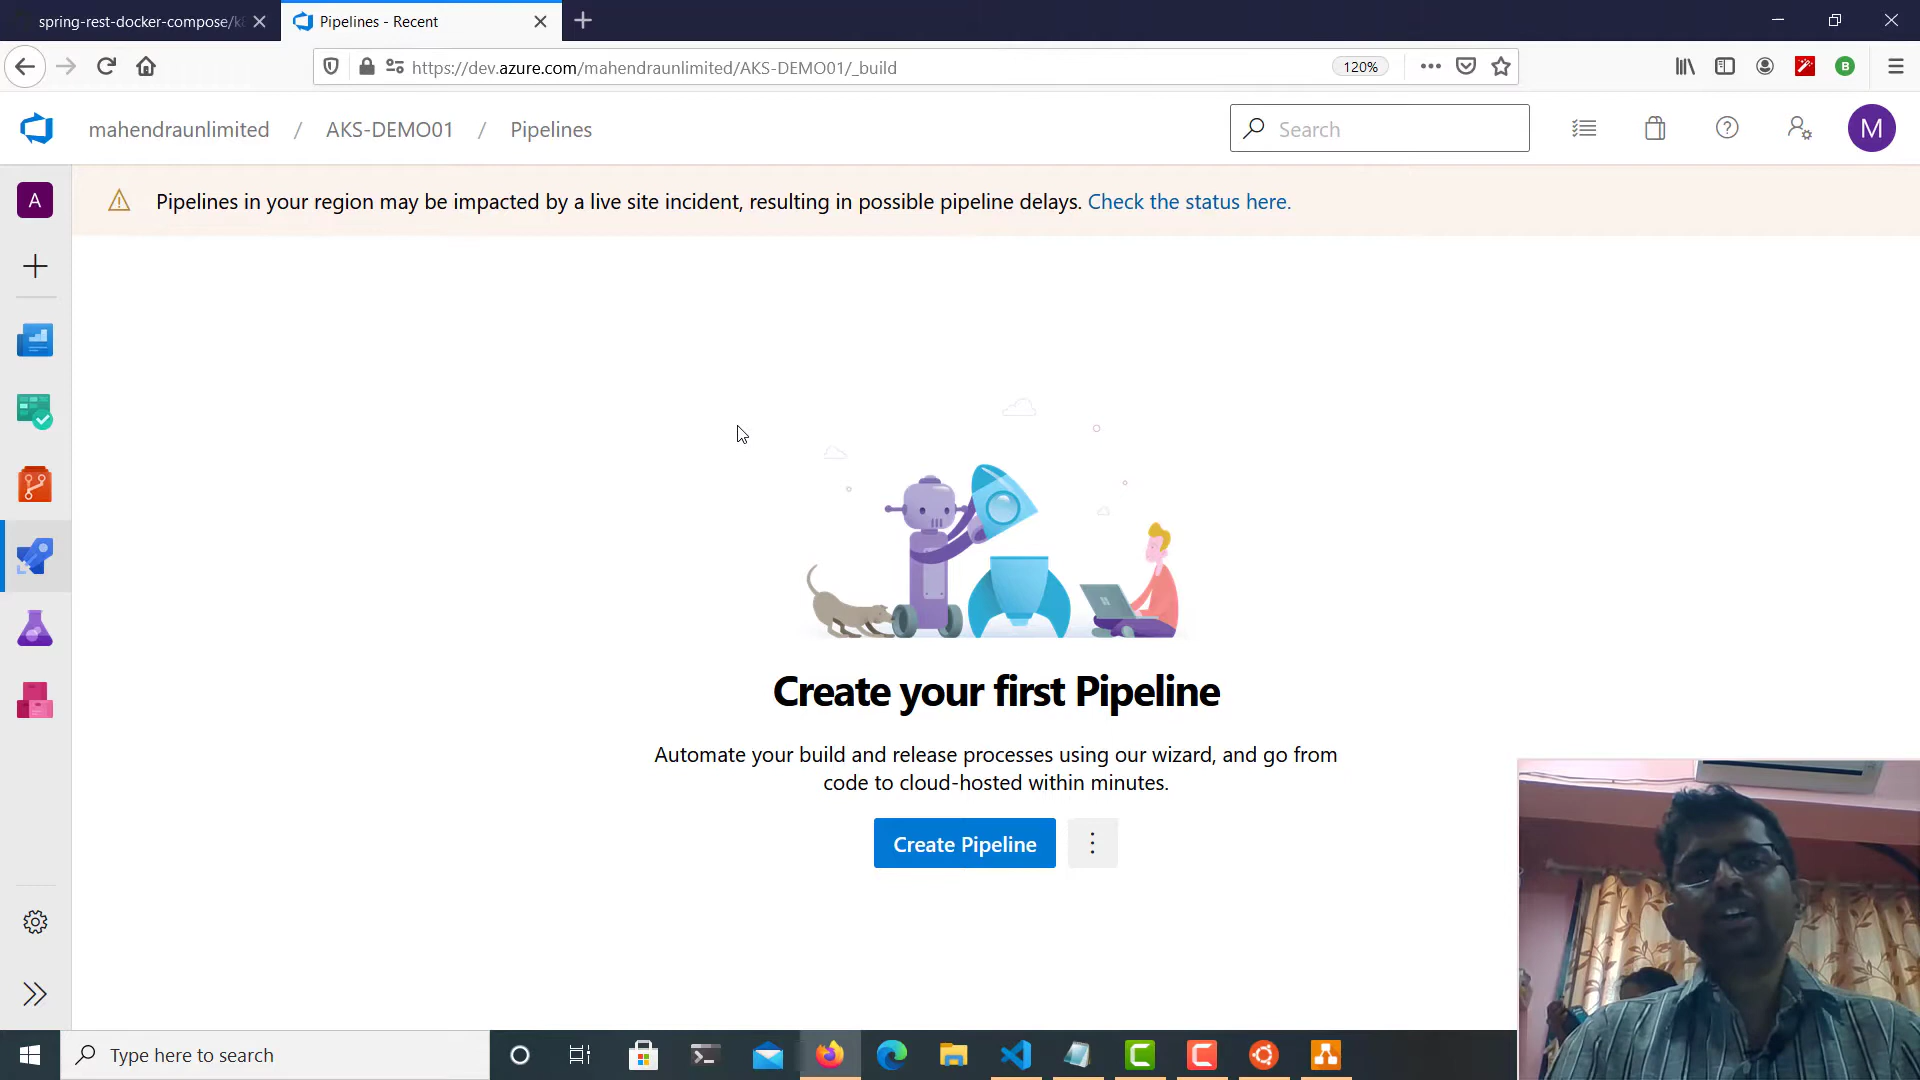 spring-rest-docker-compose/k
Pipelines - Recent
https://dev.azure.com/mahendraunlimited/AKS-DEMO01/_build
120%
B
mahendraunlimited / AKS-DEMO01 / Pipelines
Search
M
A
Pipelines in your region may be impacted by a live site incident, resulting in possible pipeline delays. Check the status here.
Create your first Pipeline
Automate your build and release processes using our wizard, and go from
code to cloud-hosted within minutes.
Create Pipeline
Type here to search